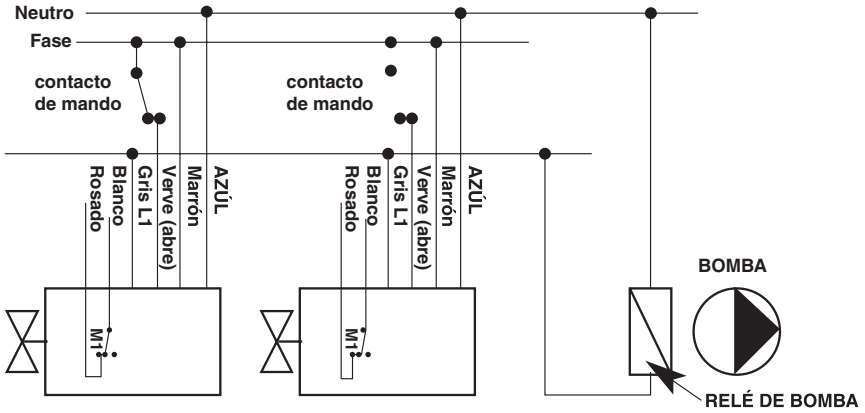 Neutro
Fase
contacto
de mando
contacto
de mando
Rosado
Blanco
Gris L1
Verve (abre)
Marrón
AZÚL
Rosado
Blanco
Gris L1
Verve (abre)
Marrón
AZÚL
M1
M1
BOMBA
RELÉ DE BOMBA